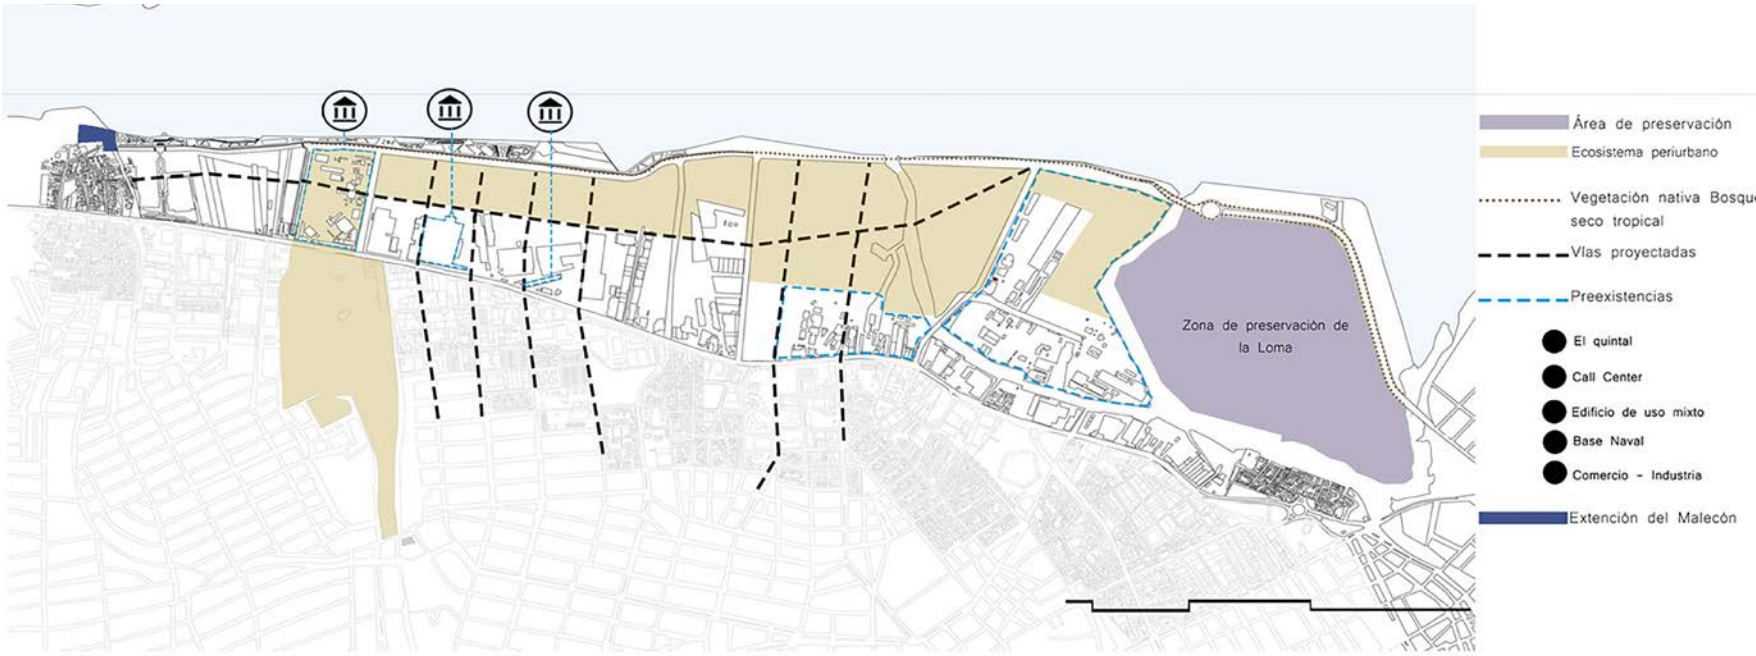 Área de preservación
Ecosistema periurbano
Vegetación nativa Bosque
seco tropical
Vías proyectadas
Preexistencias
Zona de preservación de
la Loma
El quintal
Call Center
Edificio de uso mixto
Base Naval
Comercio - Industria
Extención del Malecón